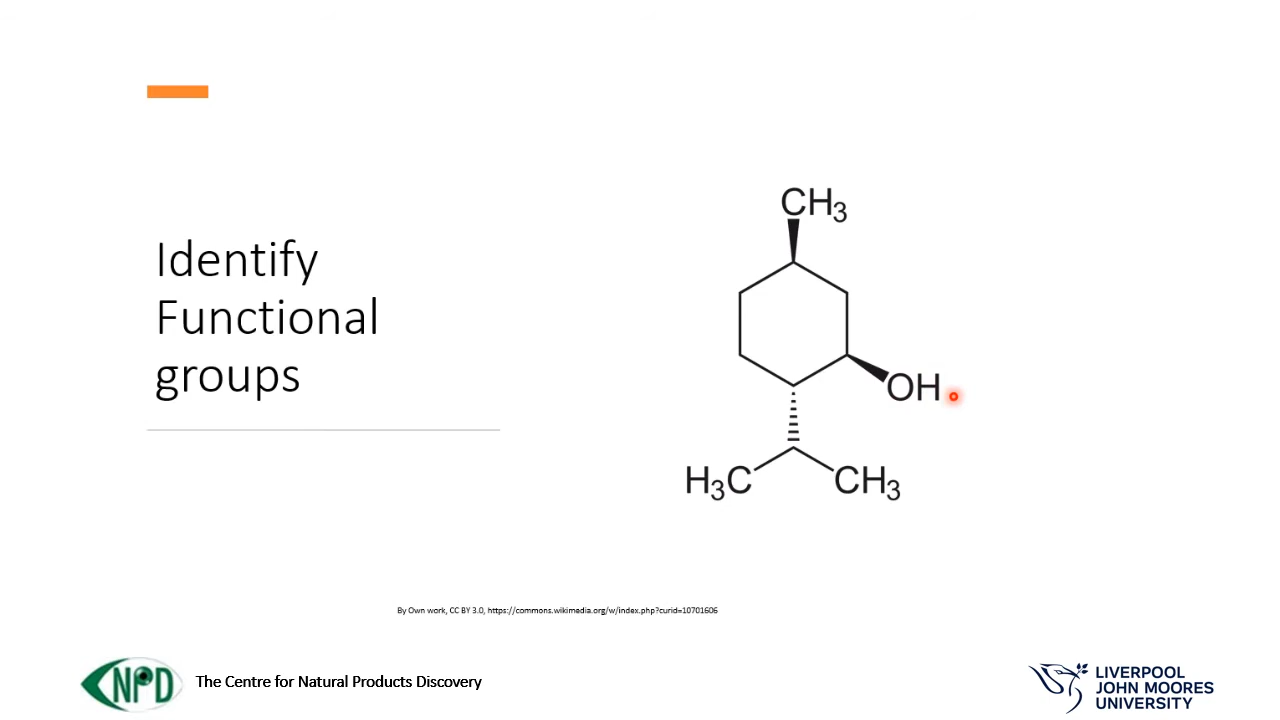 Identify
Functional
groups
CH3
OH
H3C
CH3
By Own work, CC BY 3.0, https://commons.wikimedia.org/w/index.php?curid=10701606
NPD
The Centre for Natural Products Discovery
LIVERPOOL
JOHN MOORES
UNIVERSITY